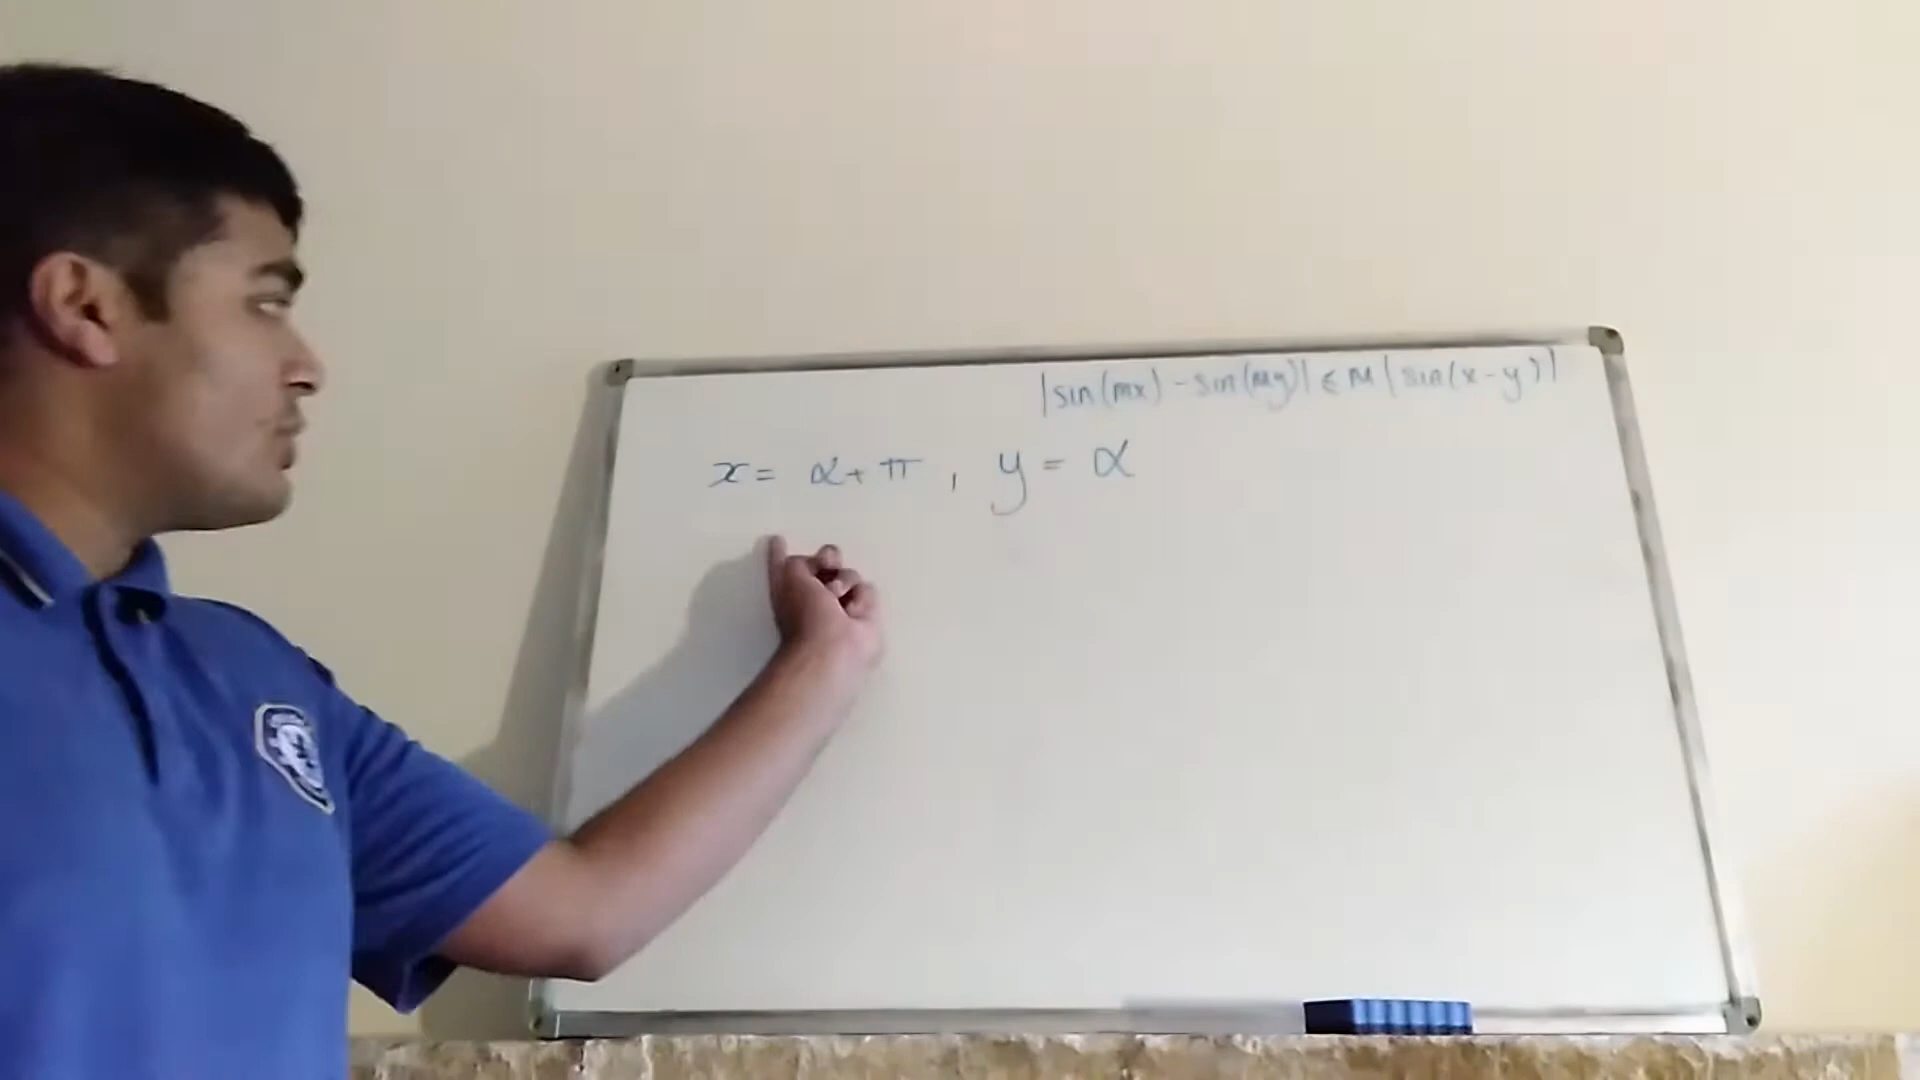 |sin(mx) - sin(my)| ≤ M |sin(x-y)|
x = α + π , y = α